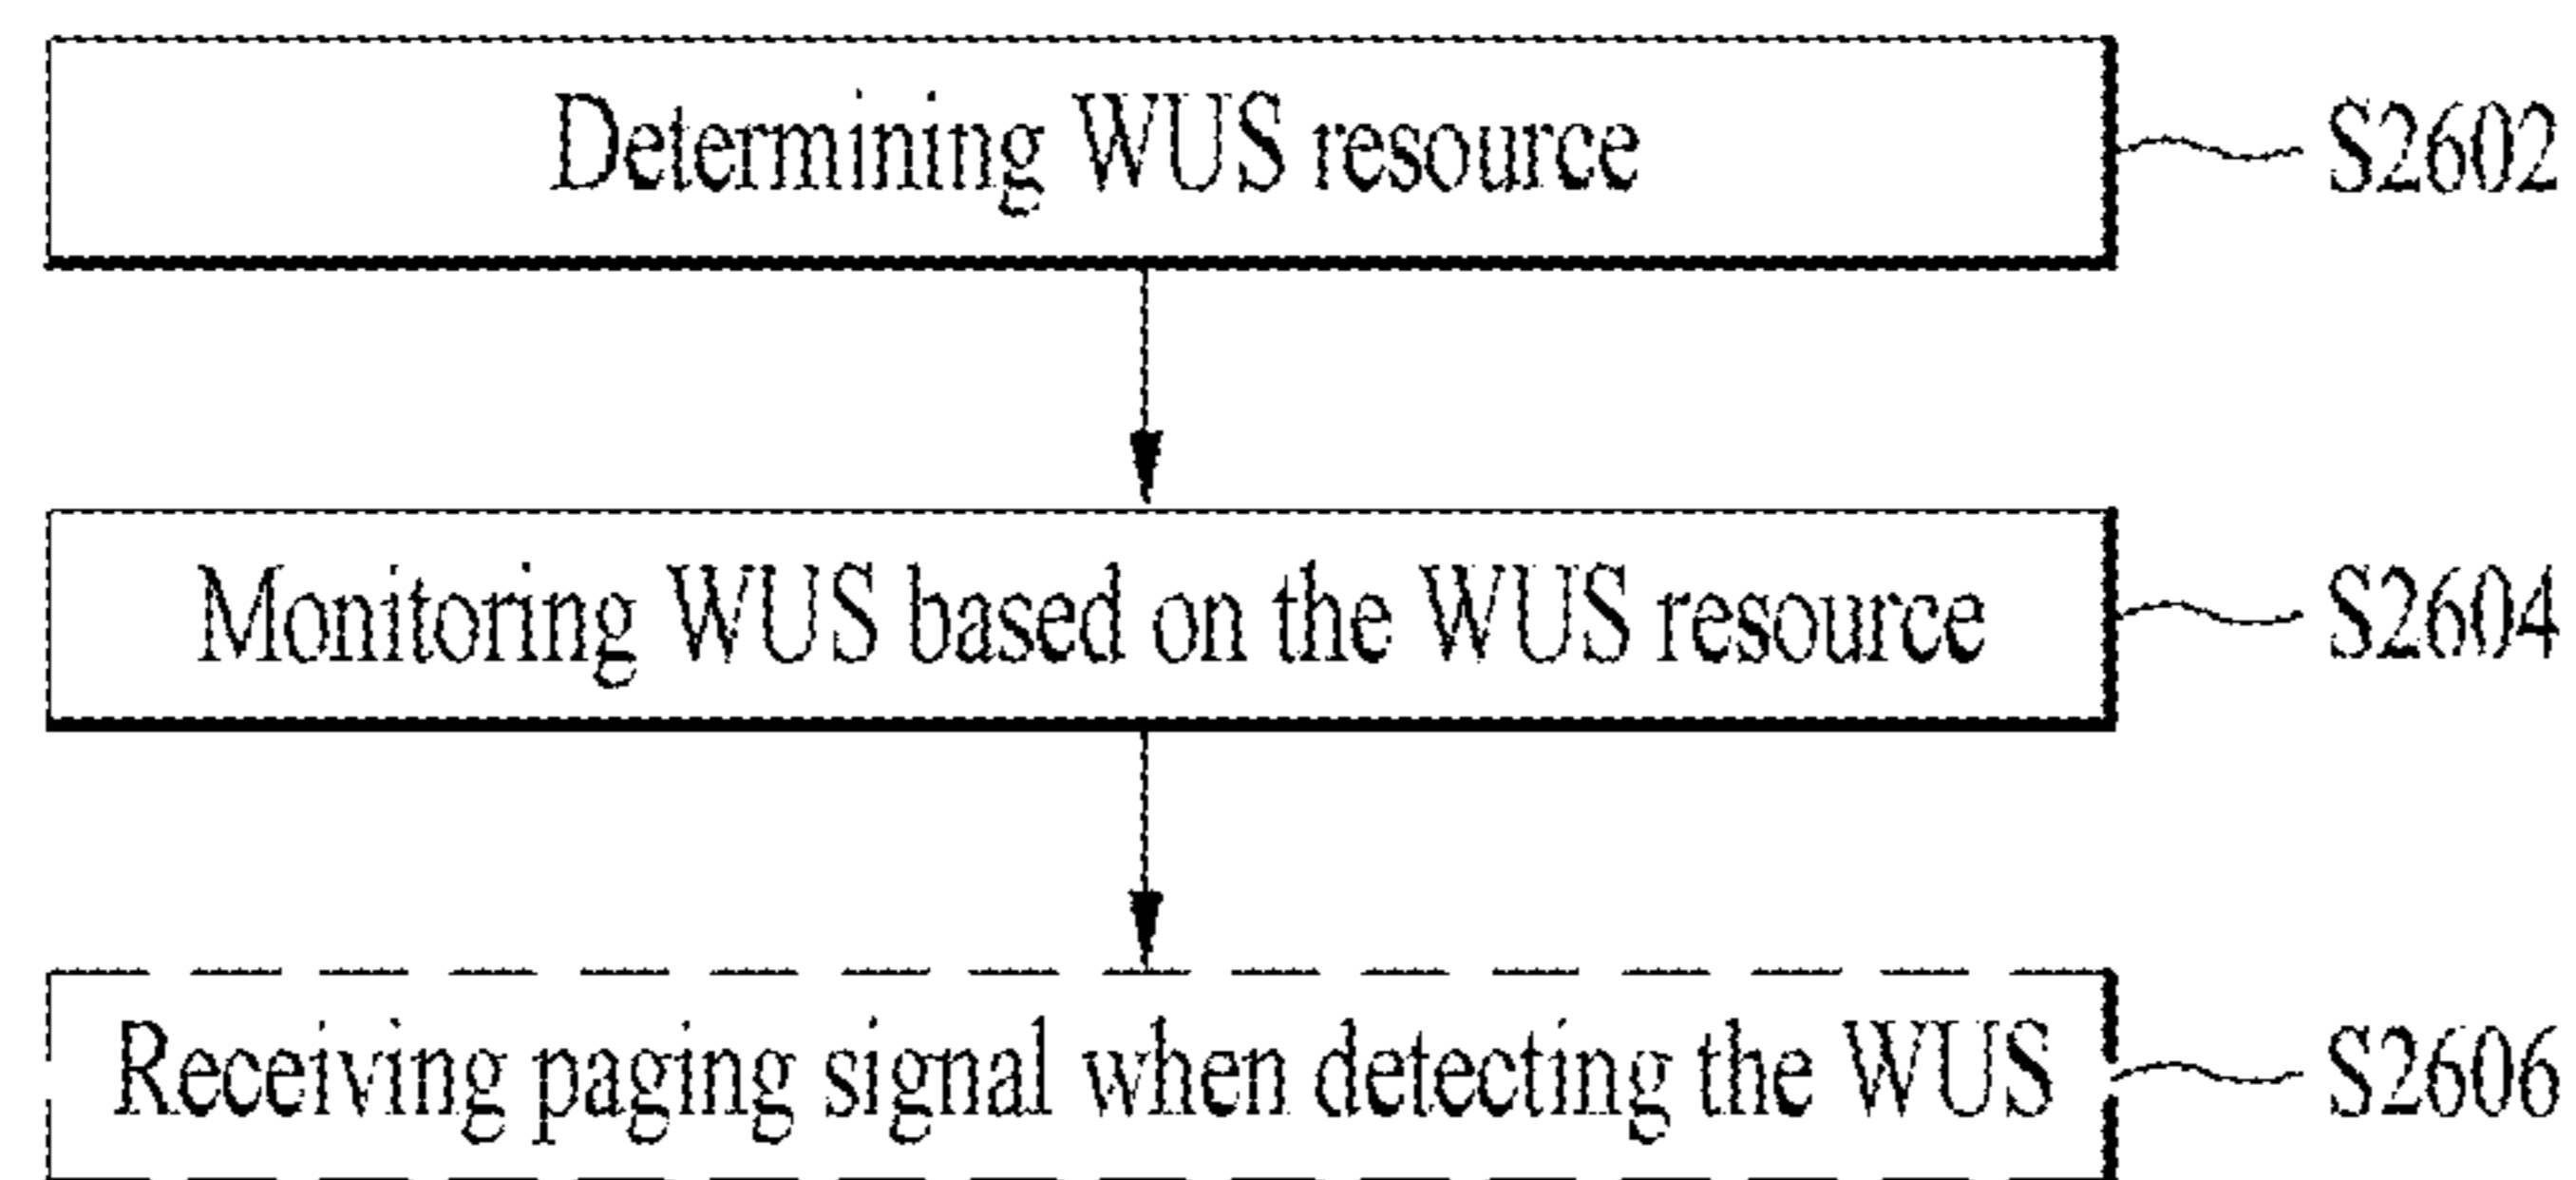 Determining WUS resource
S2602
Monitoring WUS based on the WUS resource
S2604
Receiving paging signal when detecting the WUS
S2606